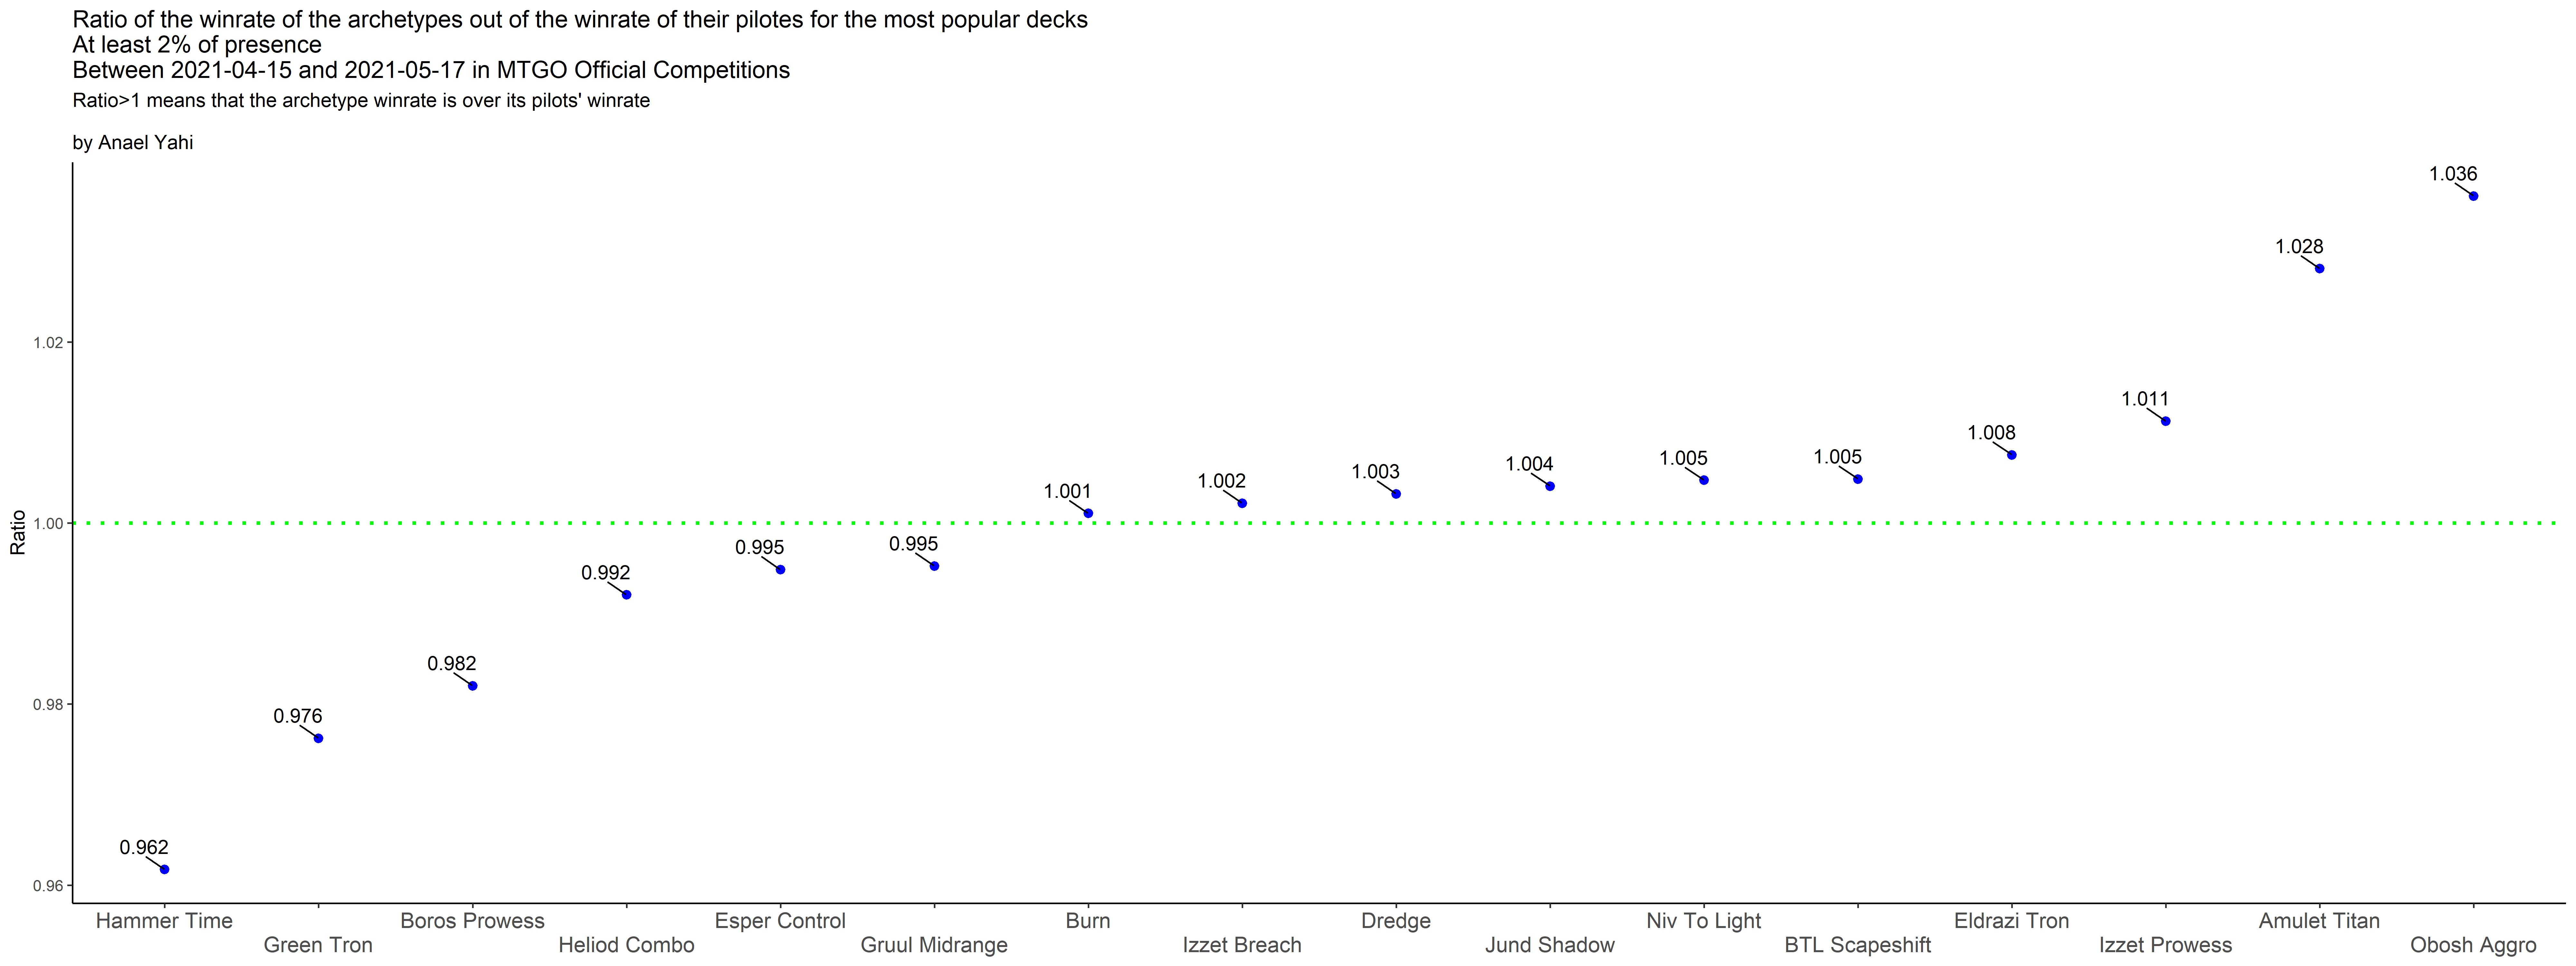 Ratio of the winrate of the archetypes out of the winrate of their pilotes for the most popular decks
At least 2% of presence
Between 2021-04-15 and 2021-05-17 in MTGO Official Competitions
Ratio>1 means that the archetype winrate is over its pilots' winrate
by Anael Yahi
1.036
1.028
1.02
1.011
1.008
1.005
1.005
1.004
1.003
1.002
1.001
1.00
Ratio
0.995
0.995
0.992
0.982
0.98
0.976
0.962
0.96
Hammer Time
Green Tron
Boros Prowess
Heliod Combo
Esper Control
Gruul Midrange
Burn
Izzet Breach
Dredge
Jund Shadow
Niv To Light
BTL Scapeshift
Eldrazi Tron
Izzet Prowess
Amulet Titan
Obosh Aggro